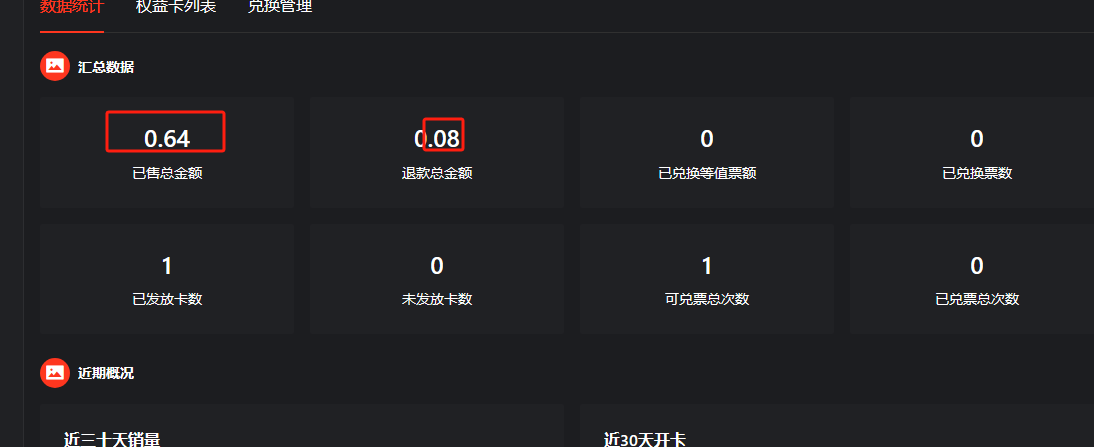 数据统计 权益卡列表 兑换管理
汇总数据
0.64 0.08 0 0
已售总金额 退款总金额 已兑换等值票额 已兑换票数
1 0 1 0
已发放卡数 未发放卡数 可兑票总次数 已兑票总次数
近期概况
近三十天销量 近30天开卡